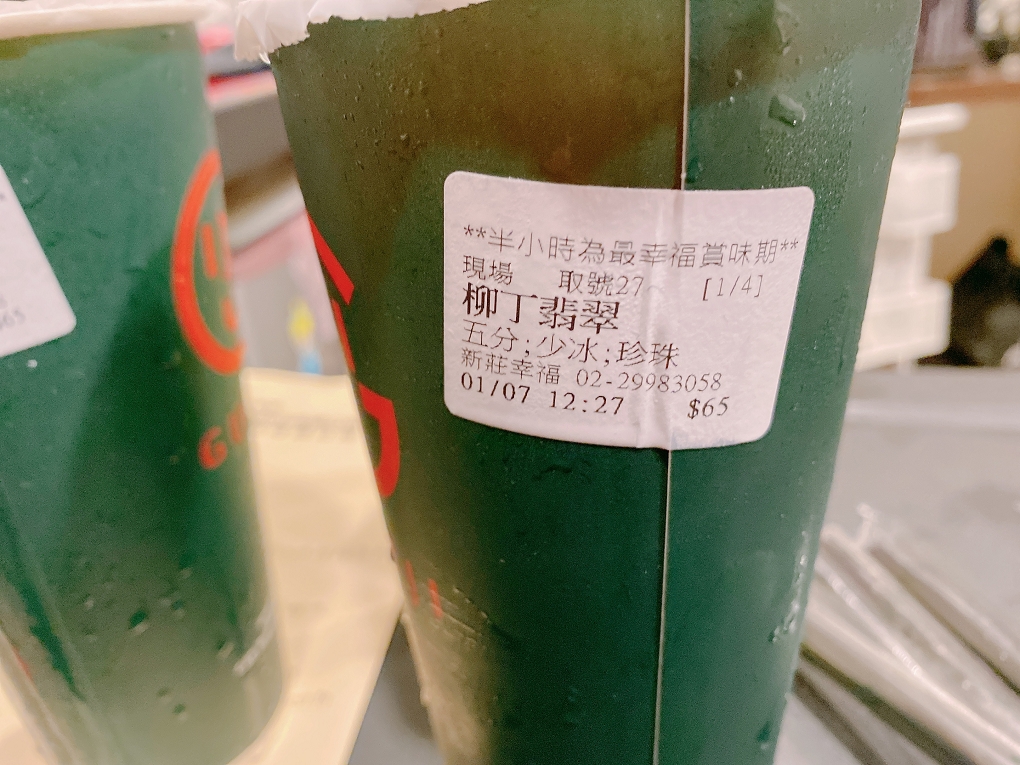 **半小時為最幸福賞味期**
現場 取號27~ [1/4]
柳丁翡翠
五分;少冰;珍珠
新莊幸福 02-29983058
01/07 12:27 $65